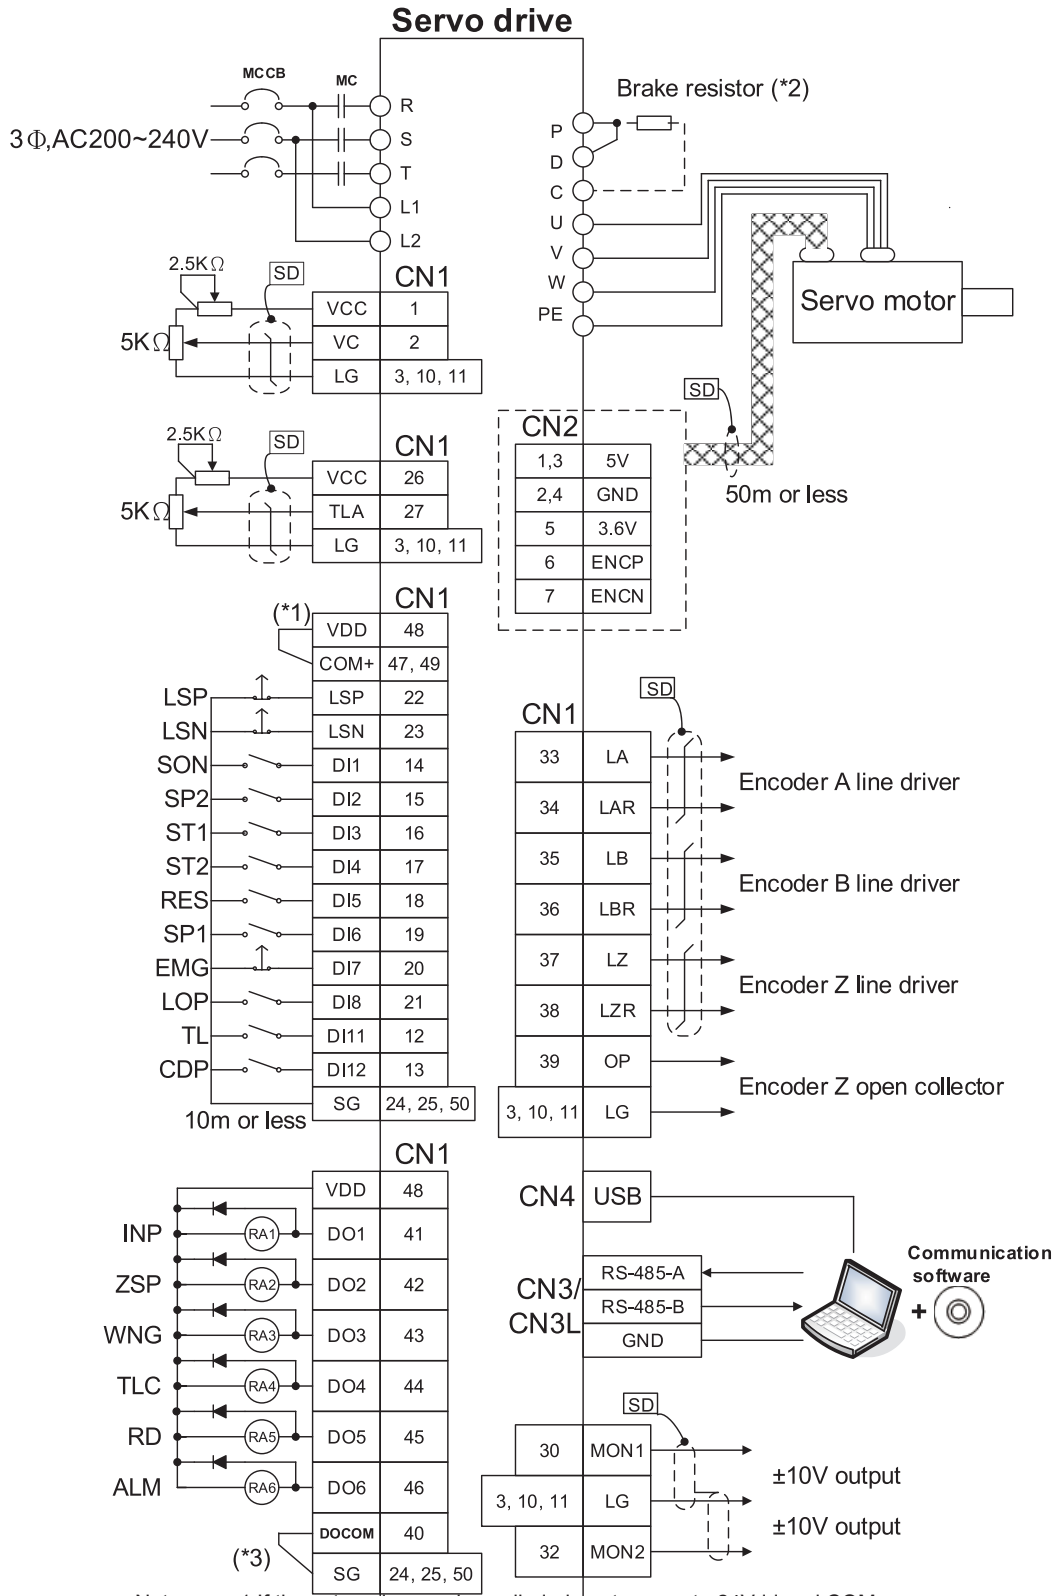 Servo drive
MCCB
MC
3Φ,AC200~240V
R
S
T
L1
L2
Brake resistor (*2)
P
D
C
U
V
W
PE
Servo motor
2.5KΩ
SD
CN1
5KΩ
VCC 1
VC 2
LG 3, 10, 11
2.5KΩ
SD
CN1
5KΩ
VCC 26
TLA 27
LG 3, 10, 11
SD
50m or less
CN2
1,3 5V
2,4 GND
5 3.6V
6 ENCP
7 ENCN
(*1)
CN1
VDD 48
COM+ 47, 49
LSP LSP 22
LSN LSN 23
SON DI1 14
SP2 DI2 15
ST1 DI3 16
ST2 DI4 17
RES DI5 18
SP1 DI6 19
EMG DI7 20
LOP DI8 21
TL DI11 12
CDP DI12 13
SG 24, 25, 50
10m or less
SD
CN1
33 LA
Encoder A line driver
34 LAR
35 LB
Encoder B line driver
36 LBR
37 LZ
Encoder Z line driver
38 LZR
39 OP
Encoder Z open collector
3, 10, 11 LG
CN1
VDD 48
INP RA1 DO1 41
ZSP RA2 DO2 42
WNG RA3 DO3 43
TLC RA4 DO4 44
RD RA5 DO5 45
ALM RA6 DO6 46
DOCOM 40
(*3)
SG 24, 25, 50
CN4 USB
CN3/
CN3L
RS-485-A
RS-485-B
GND
Communication
software
+
SD
30 MON1
±10V output
3, 10, 11 LG
±10V output
32 MON2